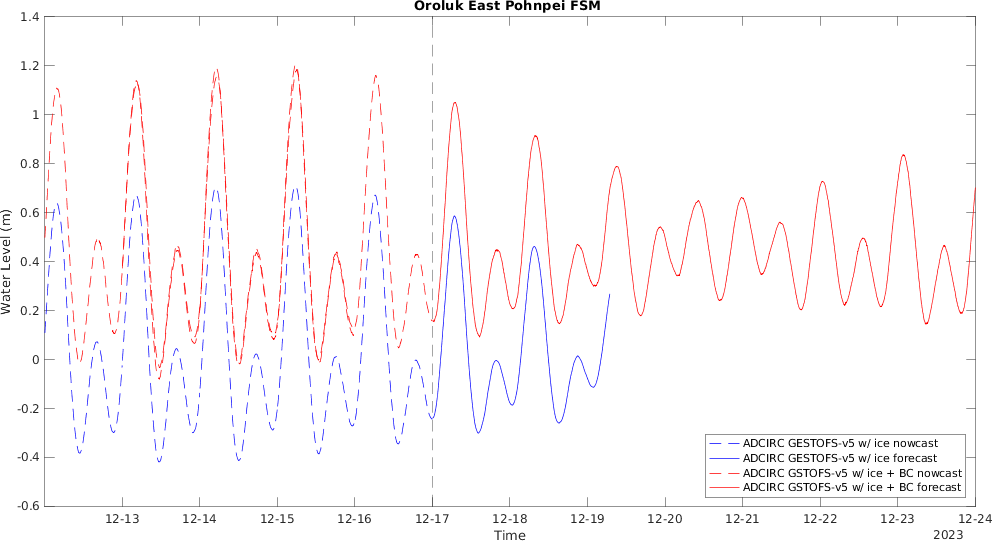 Oroluk East Pohnpei FSM
1.4
1.2
1
0.8
0.6
0.4
0.2
0
-0.2
-0.4
-0.6
Water Level (m)
ADCIRC GESTOFS-v5 w/ ice nowcast
ADCIRC GESTOFS-v5 w/ ice forecast
ADCIRC GSTOFS-v5 w/ ice + BC nowcast
ADCIRC GSTOFS-v5 w/ ice + BC forecast
12-13 12-14 12-15 12-16 12-17 12-18 12-19 12-20 12-21 12-22 12-23 12-24
Time
2023